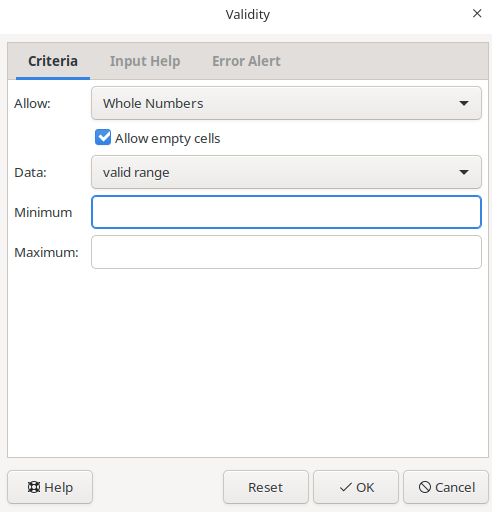 Validity
Criteria Input Help Error Alert
Allow: Whole Numbers
Allow empty cells
Data: valid range
Minimum
Maximum:
Help Reset OK Cancel